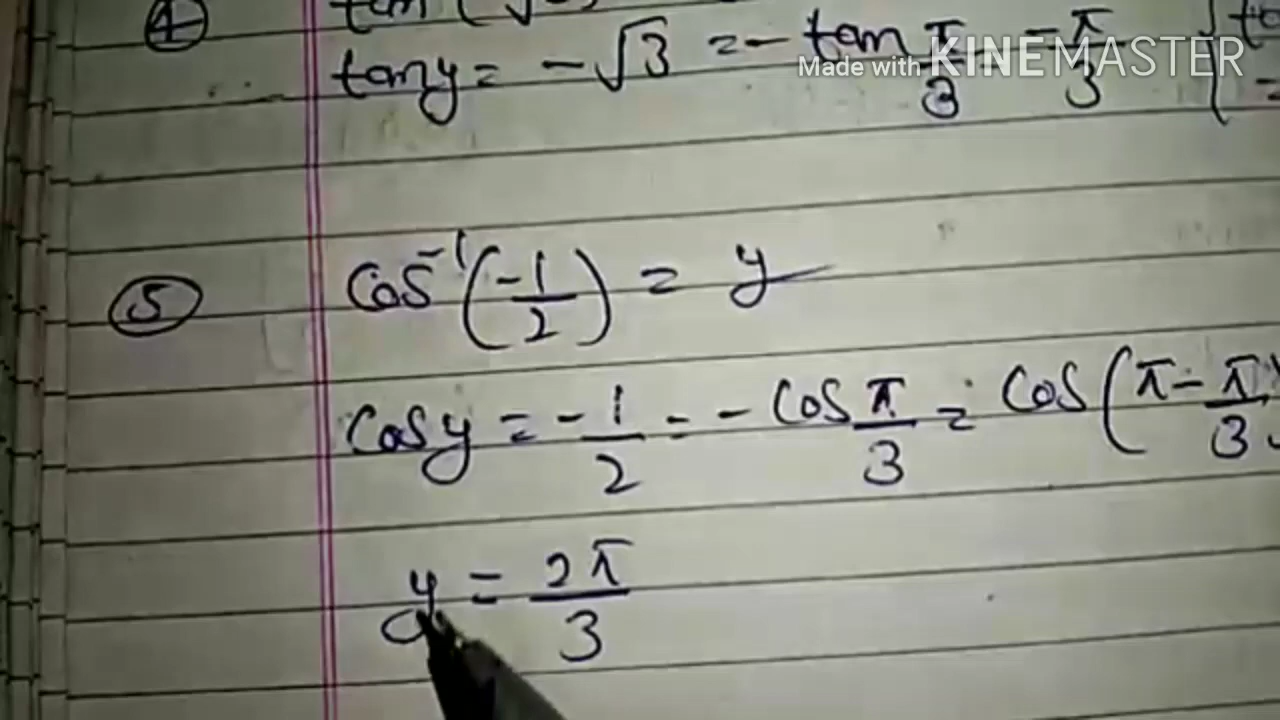 ④
tan y = -√3 = -tan π/3 = -π/3
Made with KINEMASTER
⑤ cos⁻¹(-1/2) = y
cos y = -1/2 = - cos π/3 = cos(π - π/3)
y = 2π/3